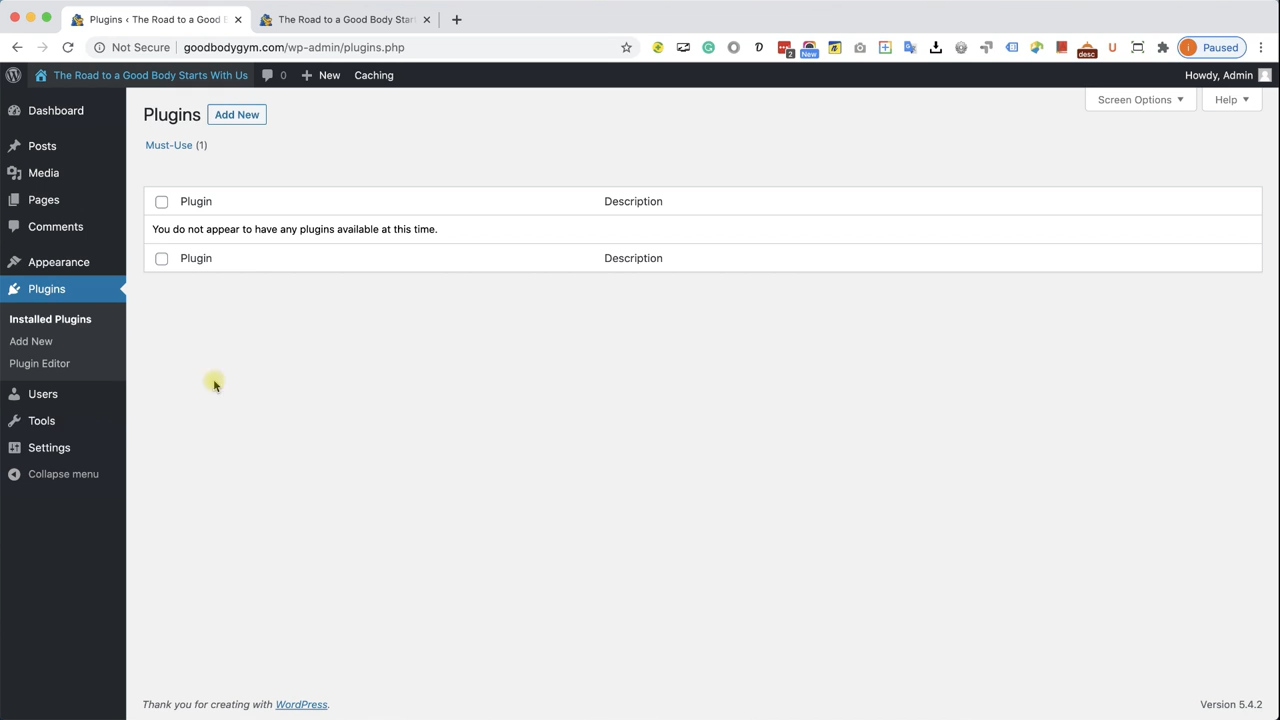 Plugins ‹ The Road to a Good B
The Road to a Good Body Star
Not Secure
goodbodygym.com/wp-admin/plugins.php
2
New
desc
Paused
The Road to a Good Body Starts With Us
0
New
Caching
Howdy, Admin
Dashboard
Posts
Media
Pages
Comments
Appearance
Plugins
Installed Plugins
Add New
Plugin Editor
Users
Tools
Settings
Collapse menu
Plugins
Add New
Screen Options
Help
Must-Use (1)
Plugin
Description
You do not appear to have any plugins available at this time.
Plugin
Description
Thank you for creating with WordPress.
Version 5.4.2